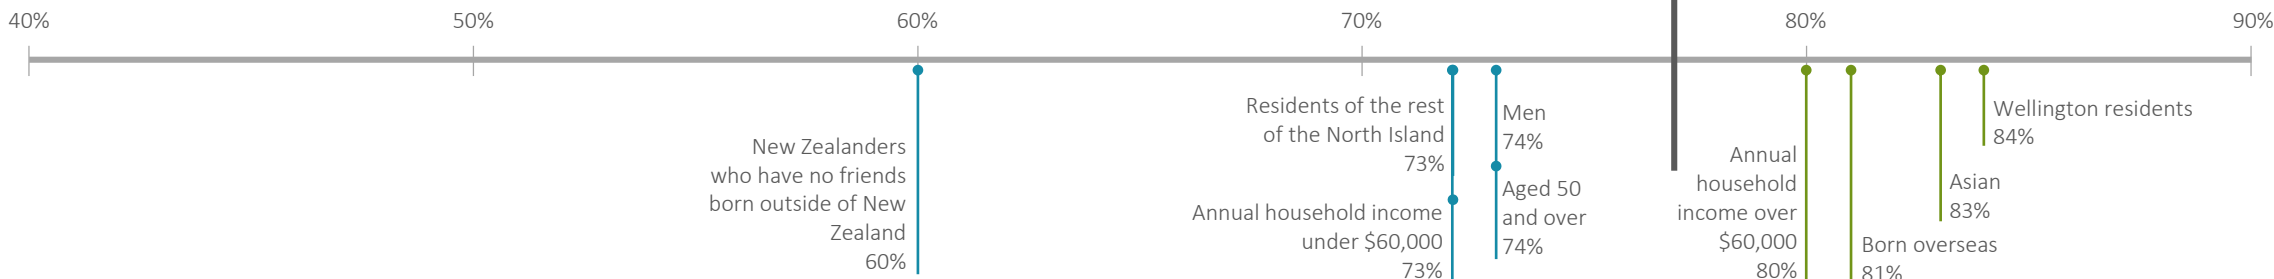 40%
50%
60%
70%
80%
90%
New Zealanders
who have no friends
born outside of New
Zealand
60%
Residents of the rest
of the North Island
73%
Annual household income
under $60,000
73%
Men
74%
Aged 50
and over
74%
Annual
household
income over
$60,000
80%
Born overseas
81%
Asian
83%
Wellington residents
84%